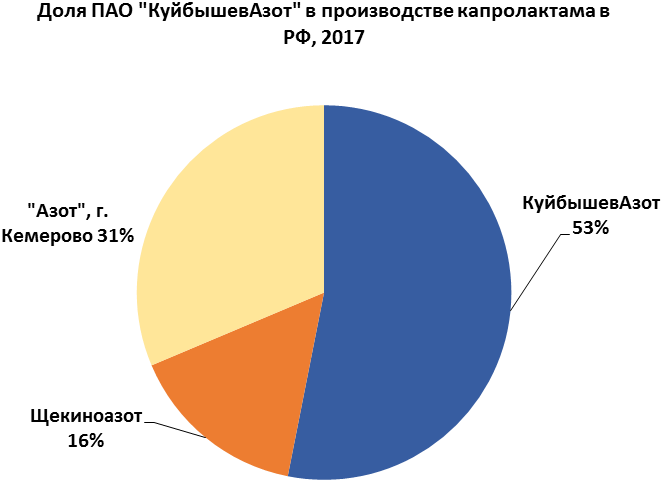 Доля ПАО "КуйбышевАзот" в производстве капролактама в
РФ, 2017
КуйбышевАзот
53%
"Азот", г.
Кемерово 31%
Щекиноазот
16%